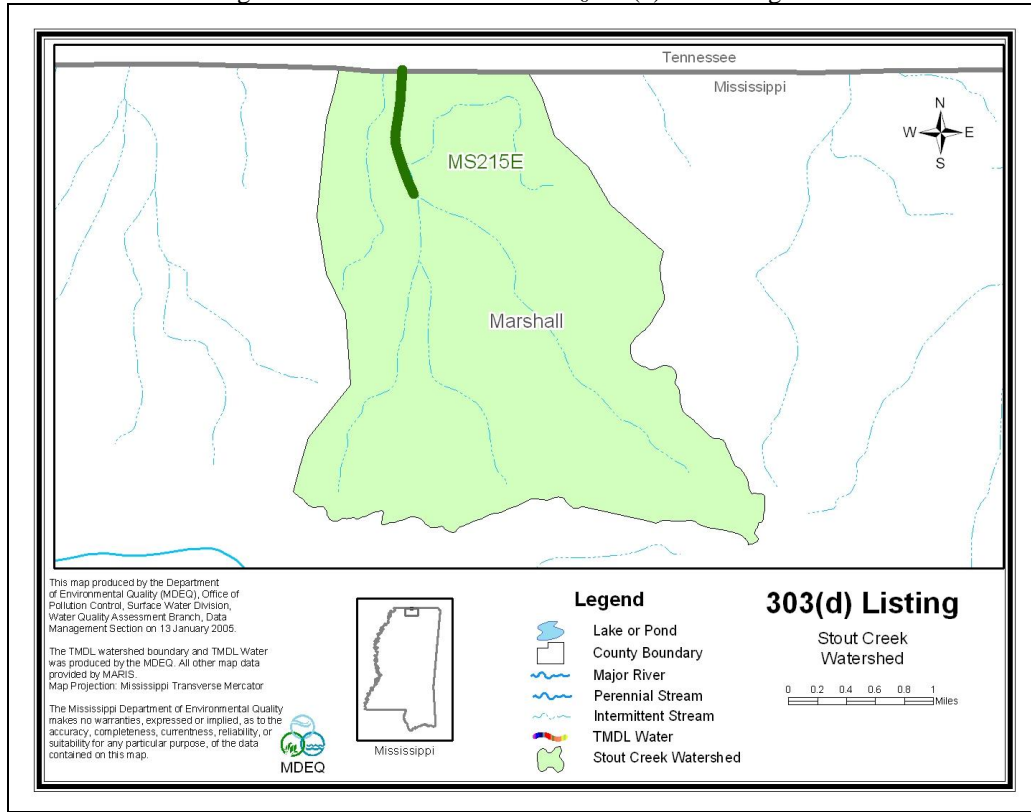 Tennessee
Mississippi
N
W E
S
MS215E
Marshall
This map produced by the Department
of Environmental Quality (MDEQ), Office of
Pollution Control, Surface Water Division,
Water Quality Assessment Branch, Data
Management Section on 13 January 2005.
The TMDL watershed boundary and TMDL Water
was produced by the MDEQ. All other map data
provided by MARIS.
Map Projection: Mississippi Transverse Mercator
The Mississippi Department of Environmental Quality
makes no warranties, expressed or implied, as to the
accuracy, completeness, currentness, reliability, or
suitability for any particular purpose, of the data
contained on this map.
MDEQ
Mississippi
Legend
Lake or Pond
County Boundary
Major River
Perennial Stream
Intermittent Stream
TMDL Water
Stout Creek Watershed
303(d) Listing
Stout Creek
Watershed
0 0.2 0.4 0.6 0.8 1
Miles